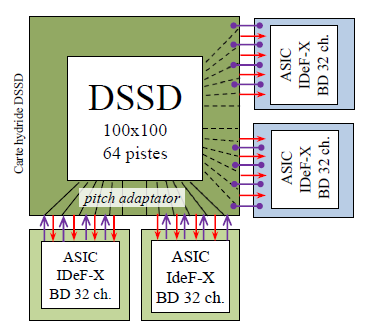 Carte hydride DSSD
DSSD
100x100
64 pistes
pitch adaptator
ASIC
IDeF-X
BD 32 ch.
ASIC
IDeF-X
BD 32 ch.
ASIC
IDeF-X
BD 32 ch.
ASIC
IdeF-X
BD 32 ch.